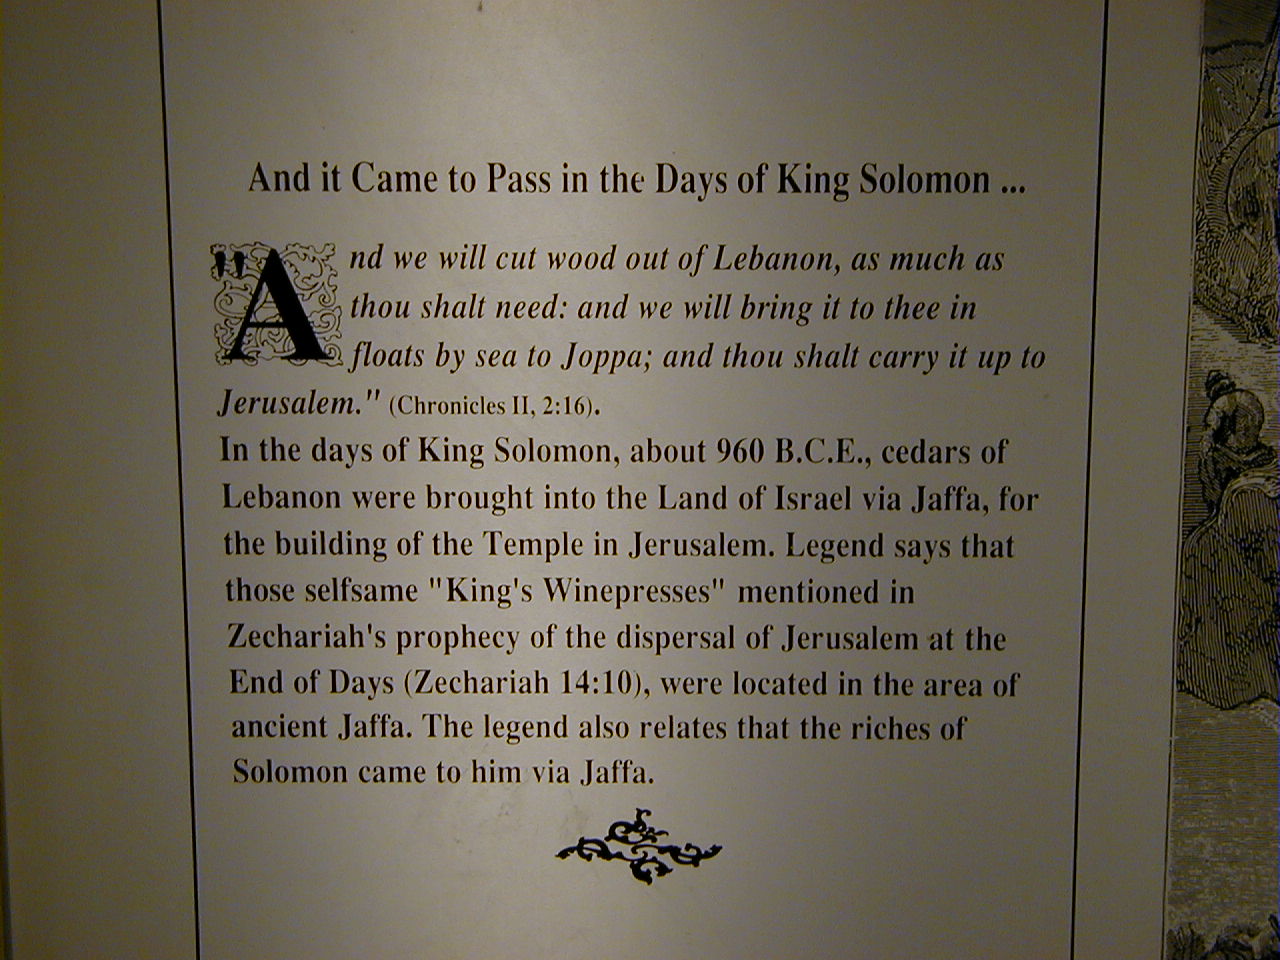 And it Came to Pass in the Days of King Solomon ...
"And we will cut wood out of Lebanon, as much as
thou shalt need: and we will bring it to thee in
floats by sea to Joppa; and thou shalt carry it up to
Jerusalem." (Chronicles II, 2:16).
In the days of King Solomon, about 960 B.C.E., cedars of
Lebanon were brought into the Land of Israel via Jaffa, for
the building of the Temple in Jerusalem. Legend says that
those selfsame "King's Winepresses" mentioned in
Zechariah's prophecy of the dispersal of Jerusalem at the
End of Days (Zechariah 14:10), were located in the area of
ancient Jaffa. The legend also relates that the riches of
Solomon came to him via Jaffa.